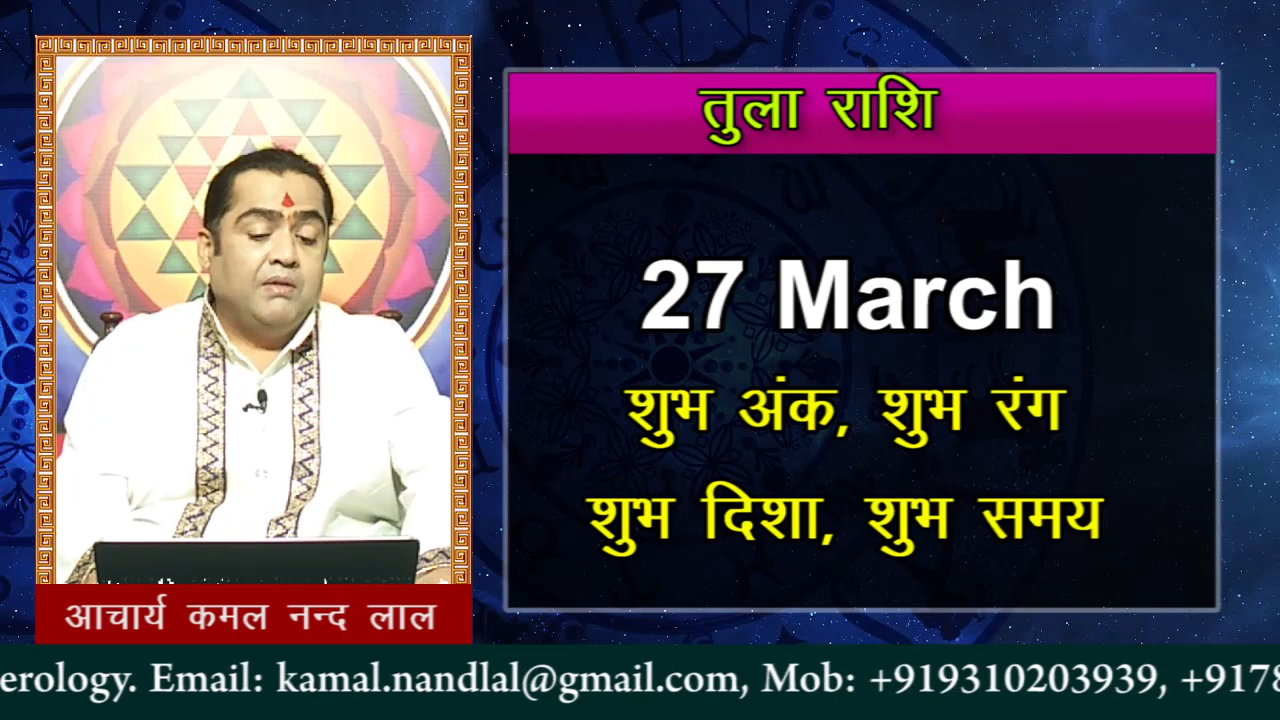 तुला राशि
27 March
शुभ अंक, शुभ रंग
शुभ दिशा, शुभ समय
आचार्य कमल नन्द लाल
erology. Email: kamal.nandlal@gmail.com, Mob: +919310203939, +9178